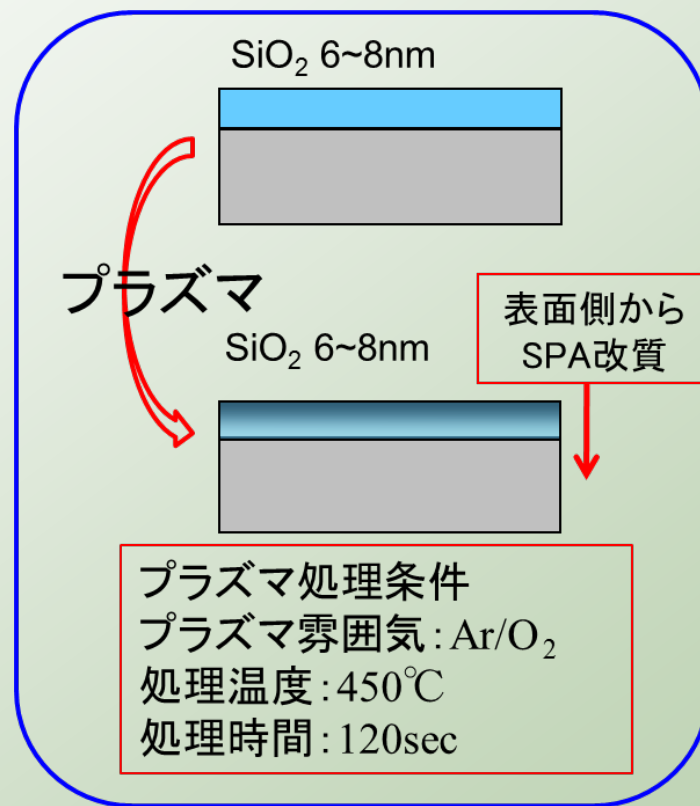 SiO₂ 6~8nm
プラズマ
SiO₂ 6~8nm
表面側から
SPA改質
プラズマ処理条件
プラズマ雰囲気：Ar/O₂
処理温度：450℃
処理時間：120sec